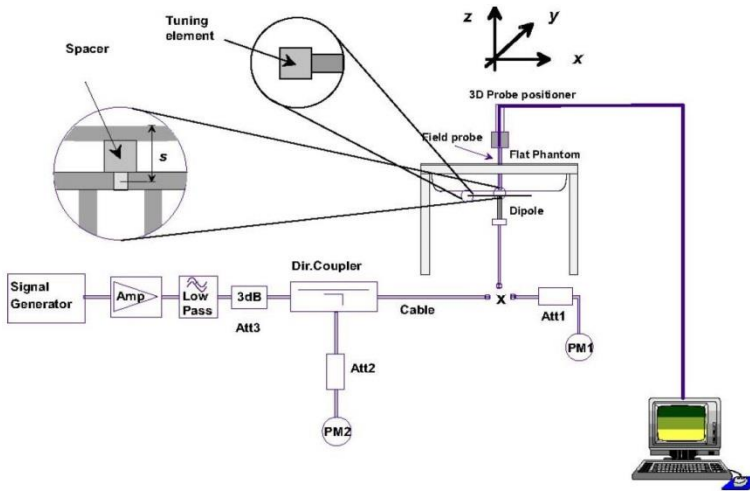 Tuning
element
Spacer
s
z
y
x
3D Probe positioner
Field probe
Flat Phantom
Dipole
Signal
Generator
Amp
Low
Pass
3dB
Att3
Dir.Coupler
Cable
x
Att1
PM1
Att2
PM2